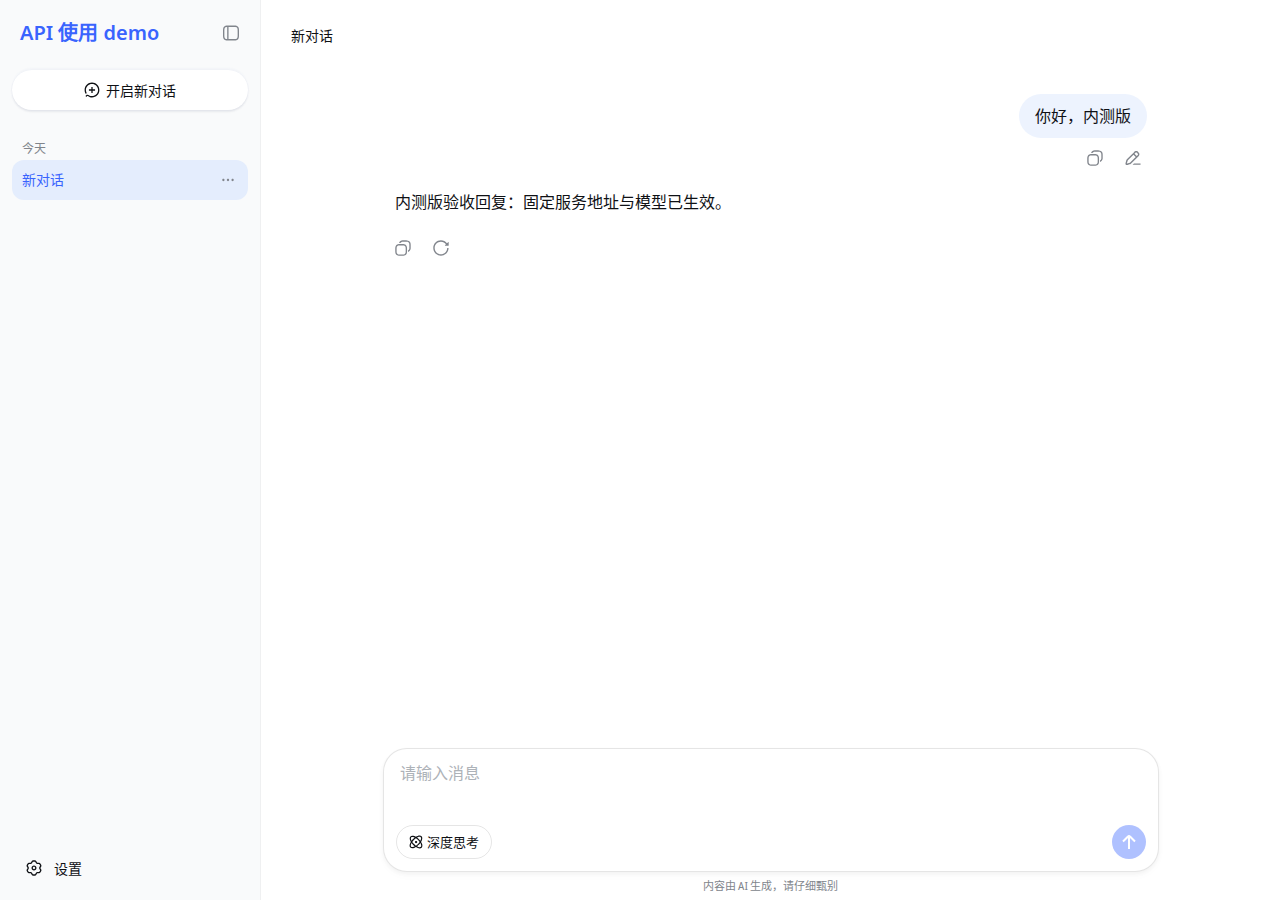 API 使用 demo
开启新对话
今天
新对话
设置
新对话
你好，内测版
内测版验收回复：固定服务地址与模型已生效。
请输入消息
深度思考
内容由 AI 生成，请仔细甄别